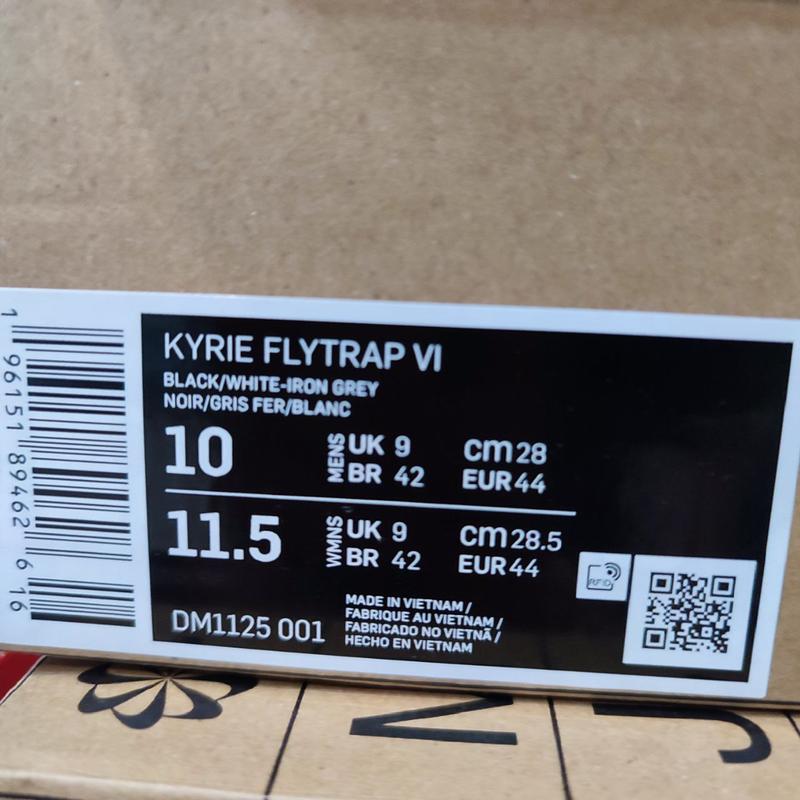 KYRIE FLYTRAP VI
BLACK/WHITE-IRON GREY
NOIR/GRIS FER/BLANC
10 MENS UK 9 cm 28
BR 42 EUR 44
11.5 WMNS UK 9 cm 28.5
BR 42 EUR 44
DM1125 001
MADE IN VIETNAM /
FABRIQUE AU VIETNAM /
FABRICADO NO VIETNÃ /
HECHO EN VIETNAM
RFID
1 96151 89462 6 16